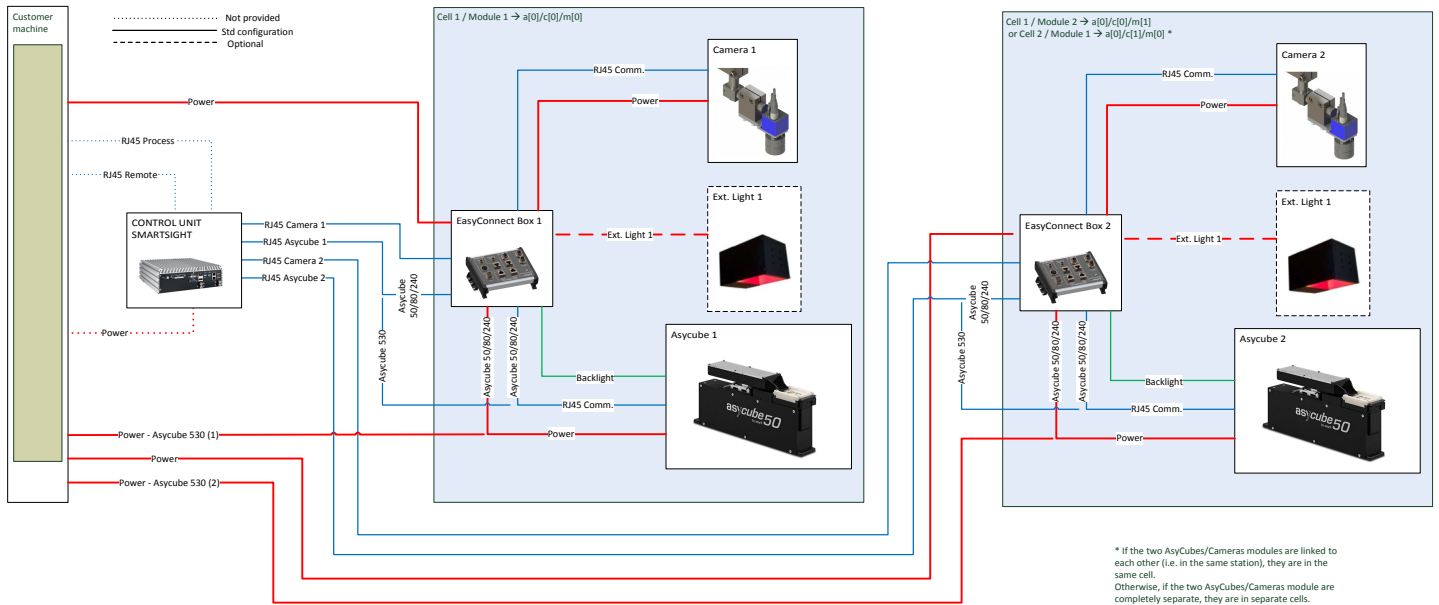 Customer
machine
Not provided
Std configuration
Optional
Power
RJ45 Process
RJ45 Remote
CONTROL UNIT
SMARTSIGHT
RJ45 Camera 1
RJ45 Asycube 1
RJ45 Camera 2
RJ45 Asycube 2
Power
Power - Asycube 530 (1)
Power
Power - Asycube 530 (2)
Asycube 530
Asycube
50/80/240
Cell 1 / Module 1 → a[0]/c[0]/m[0]
RJ45 Comm.
Power
Camera 1
EasyConnect Box 1
Ext. Light 1
Ext. Light 1
Asycube 50/80/240
Asycube 50/80/240
Backlight
RJ45 Comm.
Power
Asycube 1
asycube50
Cell 1 / Module 2 → a[0]/c[0]/m[1]
or Cell 2 / Module 1 → a[0]/c[1]/m[0] *
RJ45 Comm.
Power
Camera 2
EasyConnect Box 2
Ext. Light 1
Ext. Light 1
Asycube 530
Asycube
50/80/240
Asycube 50/80/240
Asycube 50/80/240
Backlight
RJ45 Comm.
Power
Asycube 2
asycube50
* If the two AsyCubes/Cameras modules are linked to
each other (i.e. in the same station), they are in the
same cell.
Otherwise, if the two AsyCubes/Cameras module are
completely separate, they are in separate cells.